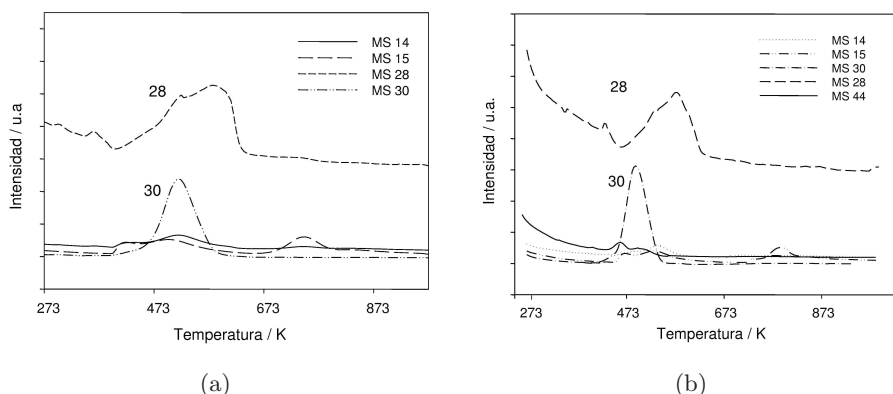 Intensidad / u.a
MS 14
MS 15
MS 28
MS 30
28
30
273 473 673 873
Temperatura / K
(a)
Intensidad / u.a.
MS 14
MS 15
MS 30
MS 28
MS 44
28
30
273 473 673 873
Temperatura / K
(b)